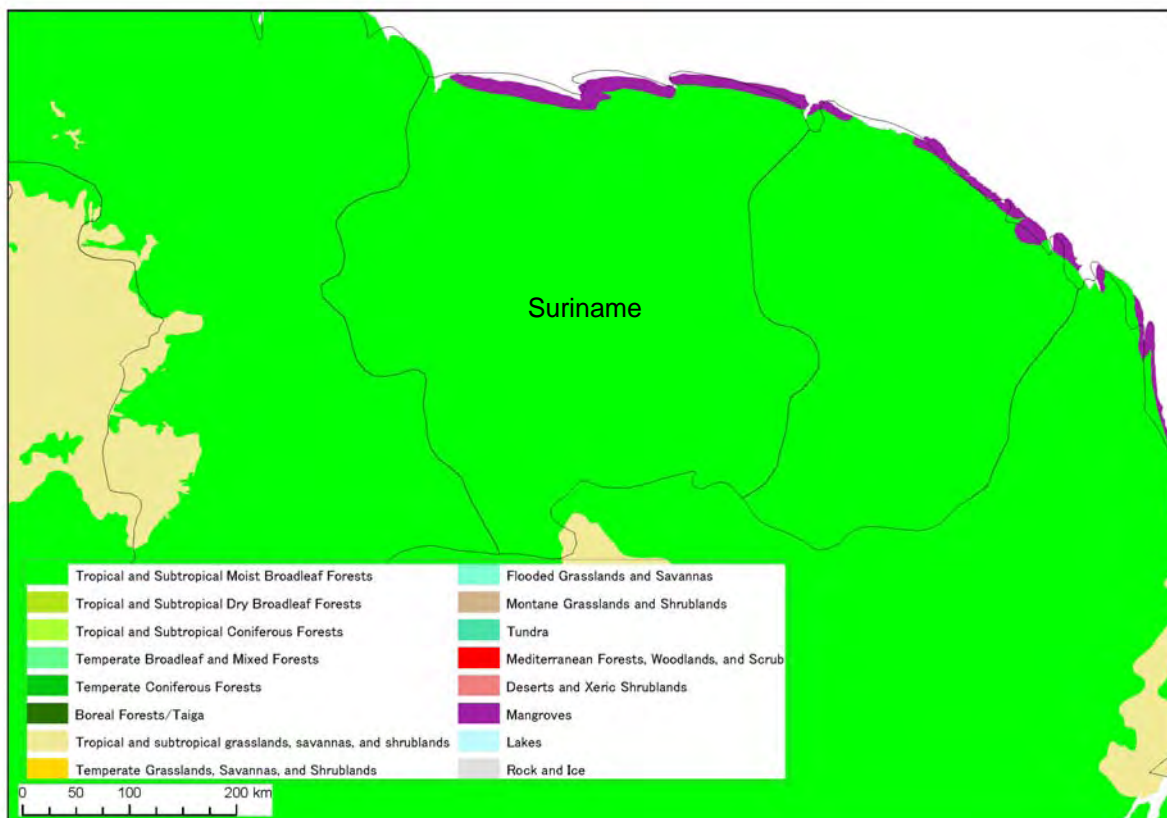 Suriname
Tropical and Subtropical Moist Broadleaf Forests
Tropical and Subtropical Dry Broadleaf Forests
Tropical and Subtropical Coniferous Forests
Temperate Broadleaf and Mixed Forests
Temperate Coniferous Forests
Boreal Forests/Taiga
Tropical and subtropical grasslands, savannas, and shrublands
Temperate Grasslands, Savannas, and Shrublands
Flooded Grasslands and Savannas
Montane Grasslands and Shrublands
Tundra
Mediterranean Forests, Woodlands, and Scrub
Deserts and Xeric Shrublands
Mangroves
Lakes
Rock and Ice
0 50 100 200 km